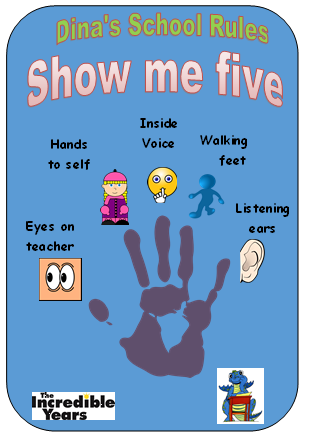 Dina's School Rules
Show me five
Inside
Voice
Hands
to self
Walking
feet
Listening
ears
Eyes on
teacher
The
Incredible
Years